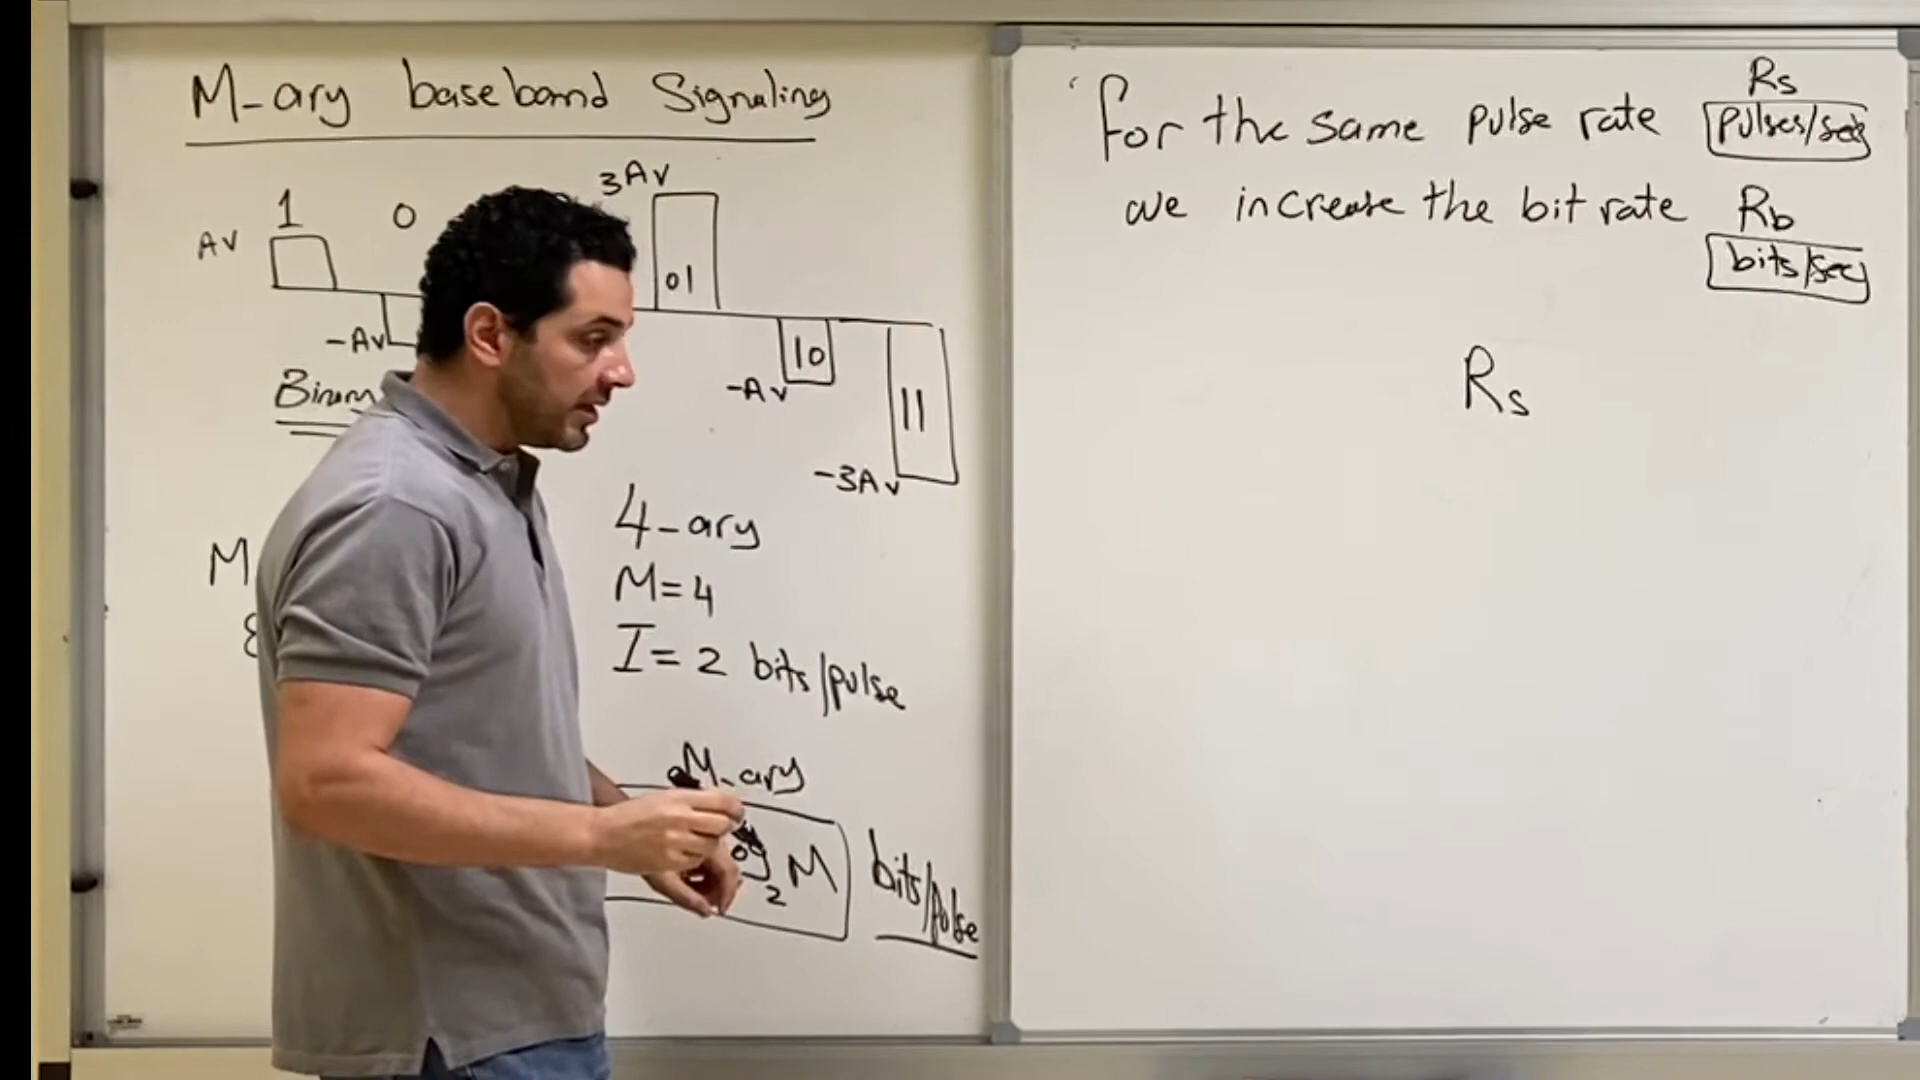 M-ary baseband Signaling
1 0
AV
-AV
Binary
3AV
01
10
-AV
11
-3AV
M
4-ary
M=4
I=2 bits/pulse
M-ary
2 M bits/pulse
For the same pulse rate Rs
pulses/sec
we increase the bit rate Rb
bits/sec
Rs